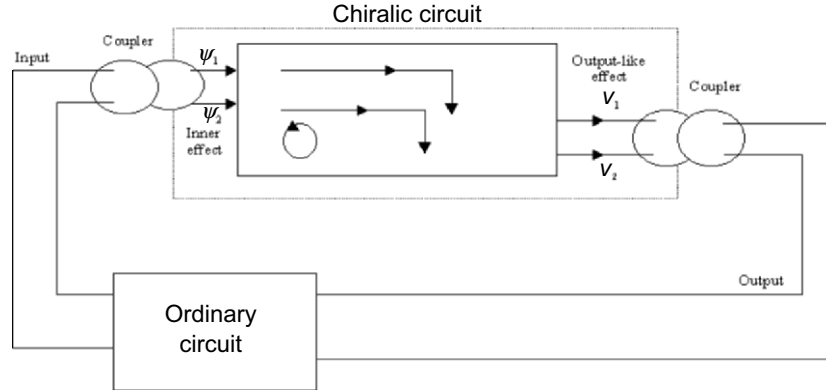 Chiralic circuit
Coupler
Input
ψ₁
ψ₂
Inner
effect
Output-like
effect
V₁
V₂
Coupler
Output
Ordinary
circuit